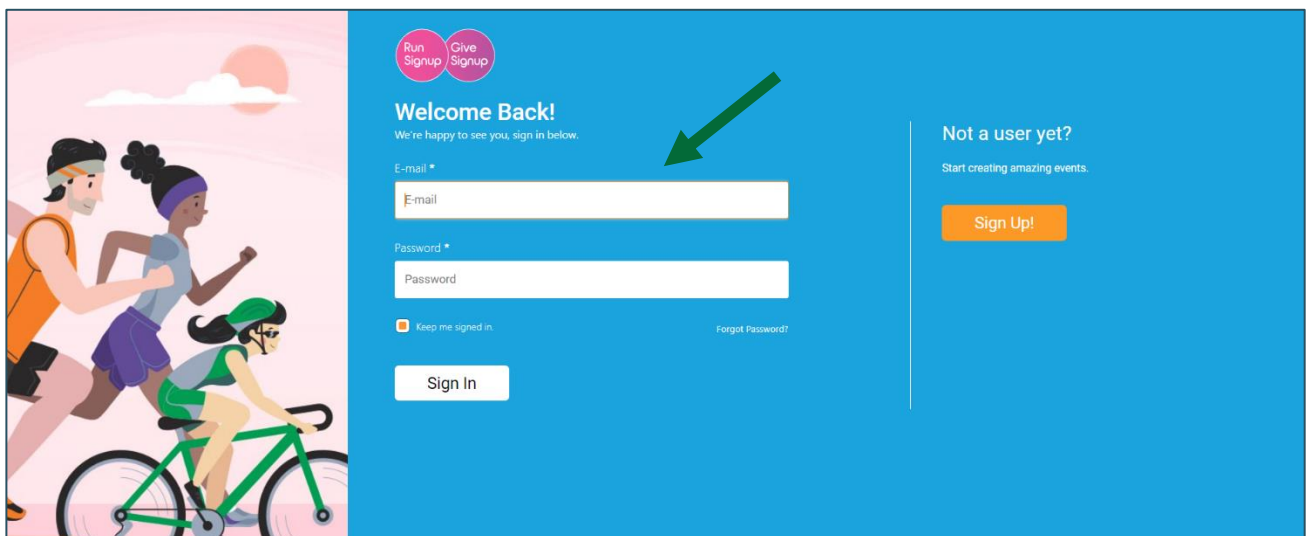 Run Give
Signup Signup
Welcome Back!
We're happy to see you, sign in below.
E-mail *
E-mail
Password *
Password
Keep me signed in.
Forgot Password?
Sign In
Not a user yet?
Start creating amazing events.
Sign Up!